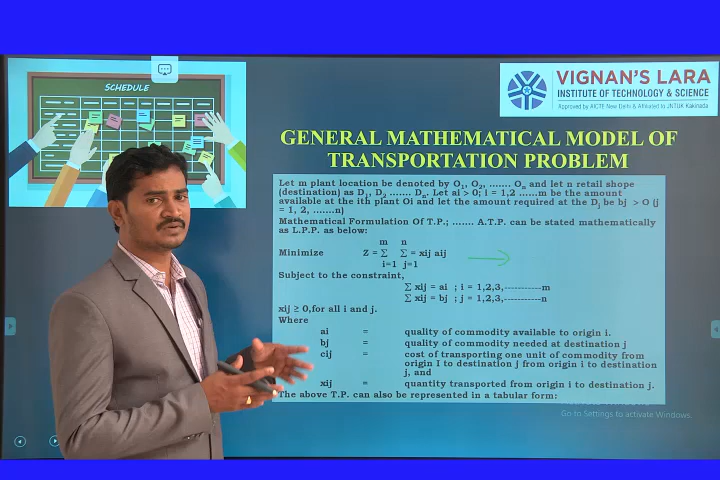 SCHEDULE
VIGNAN'S LARA
INSTITUTE OF TECHNOLOGY & SCIENCE
Approved by AICTE New Delhi & Affiliated to JNTUK Kakinada
GENERAL MATHEMATICAL MODEL OF
TRANSPORTATION PROBLEM
Let m plant location be denoted by O1, O2, ....... On and let n retail shope
(destination) as D1, D2 ....... Dn. Let ai > 0; i = 1,2 ......m be the amount
available at the ith plant Oi and let the amount required at the Dj be bj > O (j
= 1, 2, .......n)
Mathematical Formulation Of T.P.; ....... A.T.P. can be stated mathematically
as L.P.P. as below:
m n
Minimize Z = Σ Σ = xij aij
i=1 j=1
Subject to the constraint,
Σ xij = ai ; i = 1,2,3,-----------m
Σ xij = bj ; j = 1,2,3,-----------n
xij ≥ 0,for all i and j.
Where
ai = quality of commodity available to origin i.
bj = quality of commodity needed at destination j
cij = cost of transporting one unit of commodity from
origin I to destination j from origin i to destination
j, and
xij = quantity transported from origin i to destination j.
The above T.P. can also be represented in a tabular form:
Go to Settings to activate Windows.